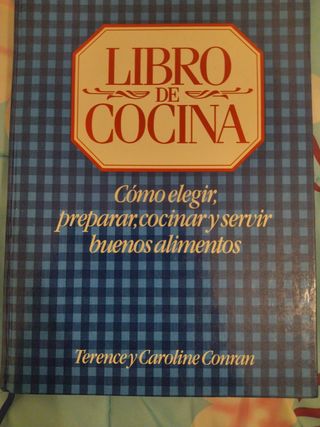 LIBRO
DE
COCINA
Cómo elegir,
preparar, cocinar y servir
buenos alimentos
Terence y Caroline Conran